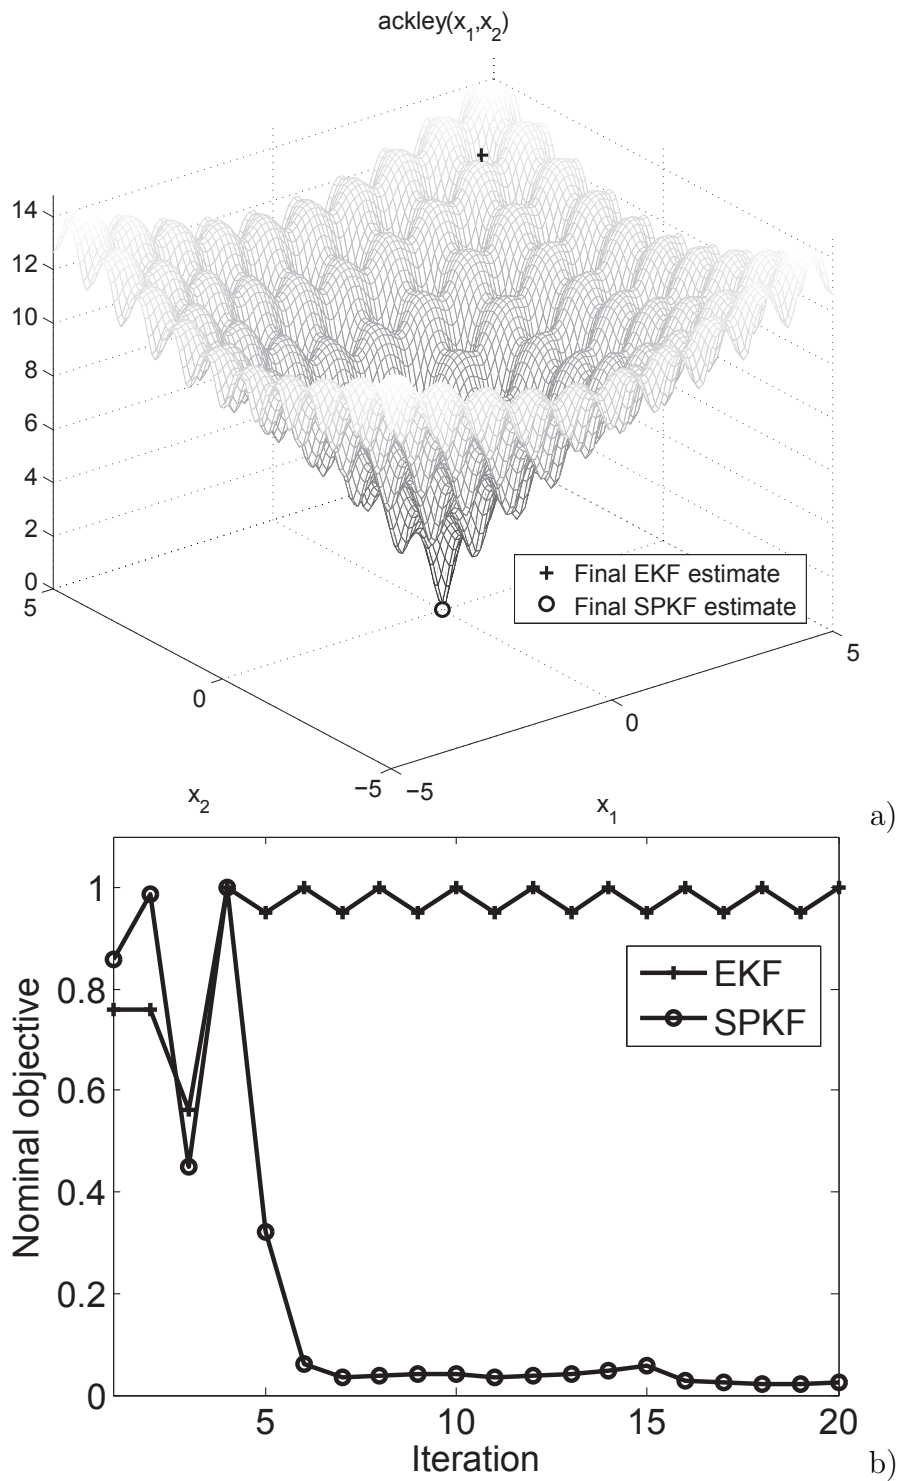 ackley(x1,x2)
14
12
10
8
6
4
2
0
5
0
−5
−5
0
5
x2
x1
Final EKF estimate
Final SPKF estimate
a)
1
0.8
0.6
0.4
0.2
0
Nominal objective
EKF
SPKF
5
10
15
20
Iteration
b)